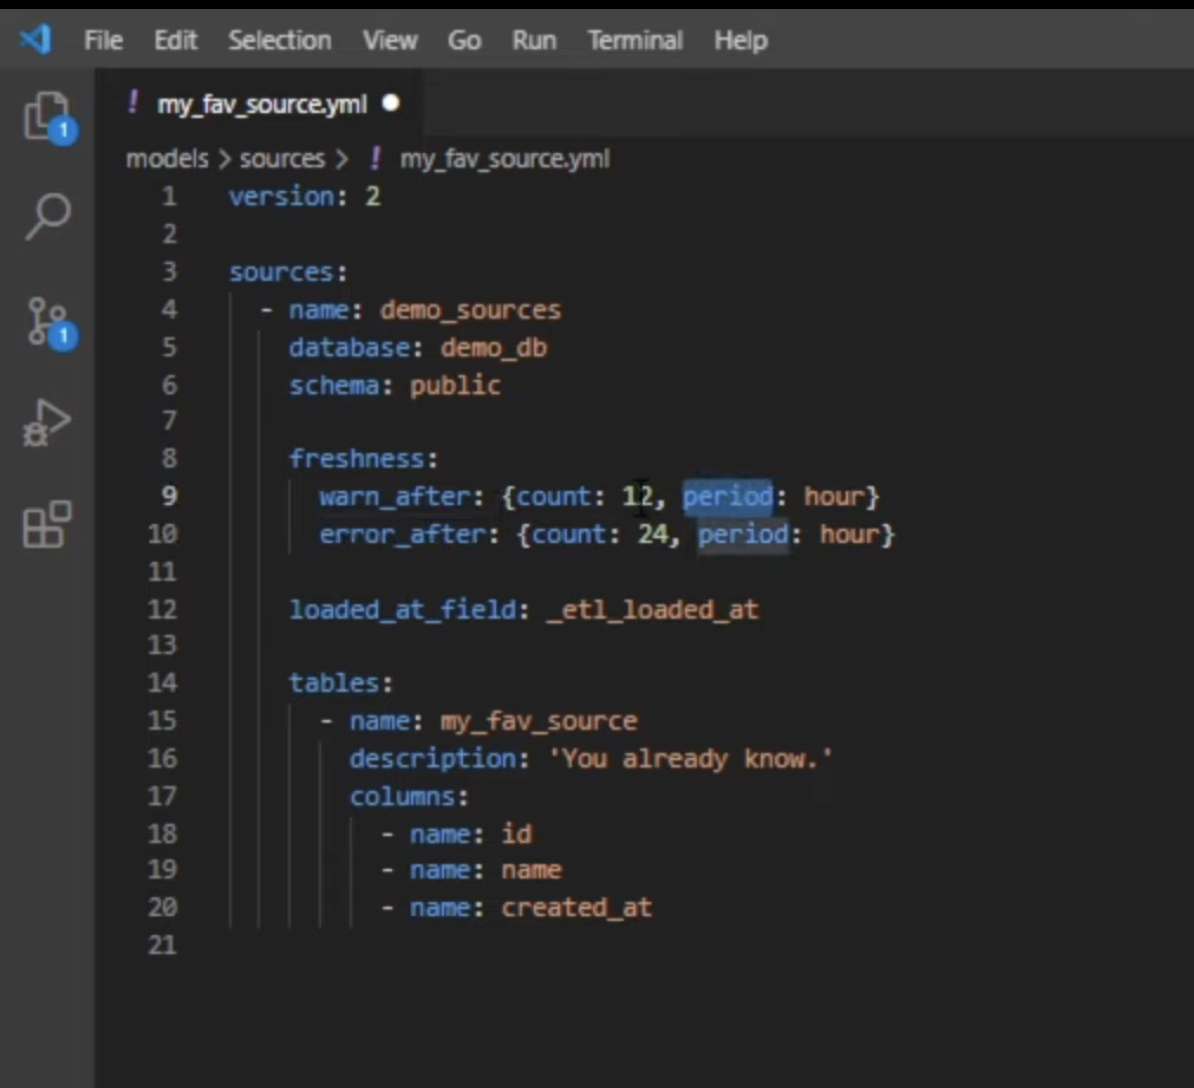 File Edit Selection View Go Run Terminal Help
! my_fav_source.yml
models > sources > ! my_fav_source.yml
1
1
1 version: 2
2
3 sources:
4   - name: demo_sources
5     database: demo_db
6     schema: public
7
8     freshness:
9       warn_after: {count: 12, period: hour}
10       error_after: {count: 24, period: hour}
11
12     loaded_at_field: _etl_loaded_at
13
14     tables:
15       - name: my_fav_source
16         description: 'You already know.'
17         columns:
18           - name: id
19           - name: name
20           - name: created_at
21